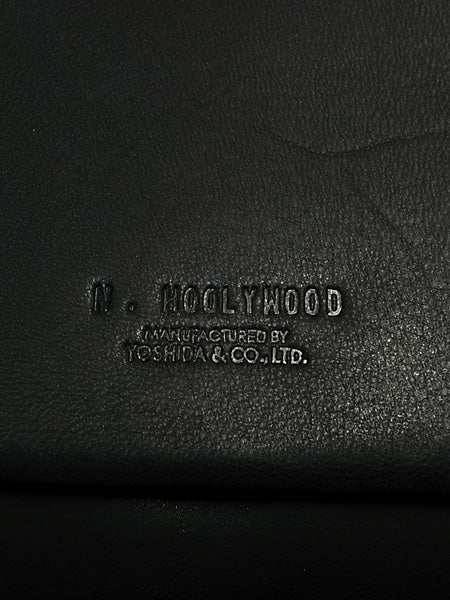 N. HOOLYWOOD
MANUFACTURED BY
YOSHIDA & CO., LTD.